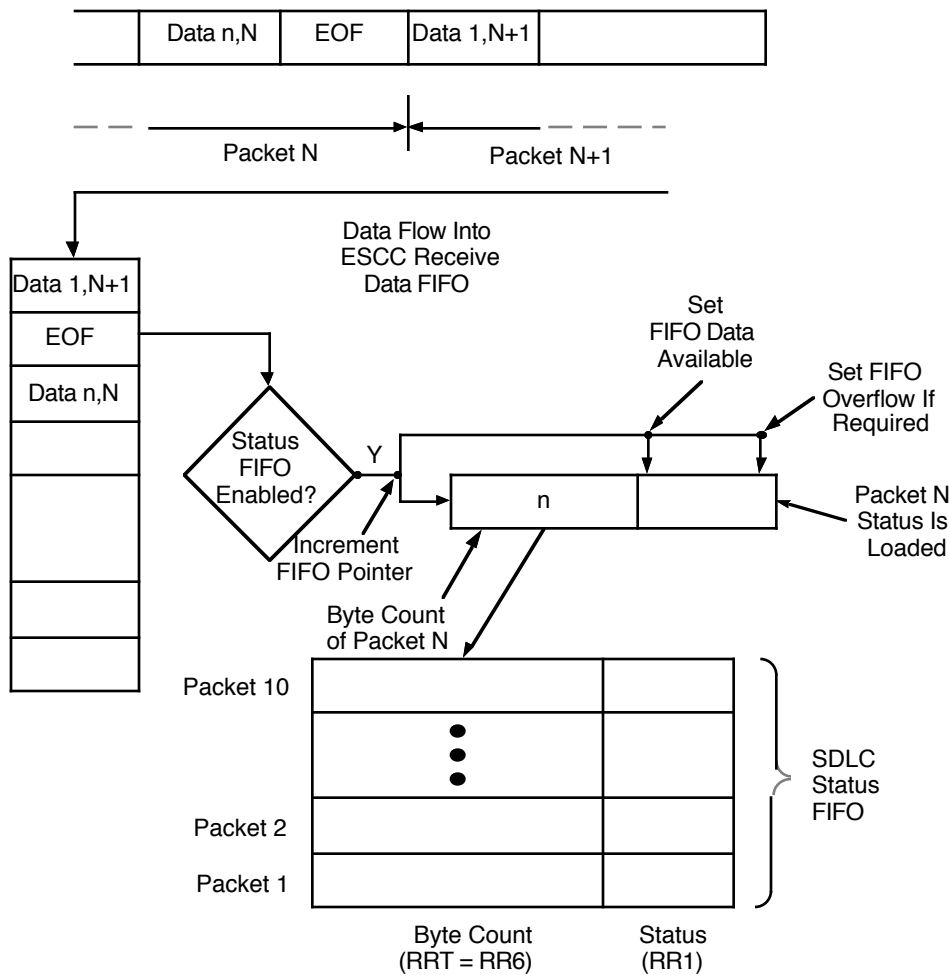 Data n,N
EOF
Data 1,N+1
Packet N
Packet N+1
Data Flow Into
ESCC Receive
Data FIFO
Data 1,N+1
EOF
Data n,N
Set
FIFO Data
Available
Set FIFO
Overflow If
Required
Status
FIFO
Enabled?
Y
n
Packet N
Status Is
Loaded
Increment
FIFO Pointer
Byte Count
of Packet N
Packet 10
Packet 2
Packet 1
SDLC
Status
FIFO
Byte Count
(RRT = RR6)
Status
(RR1)